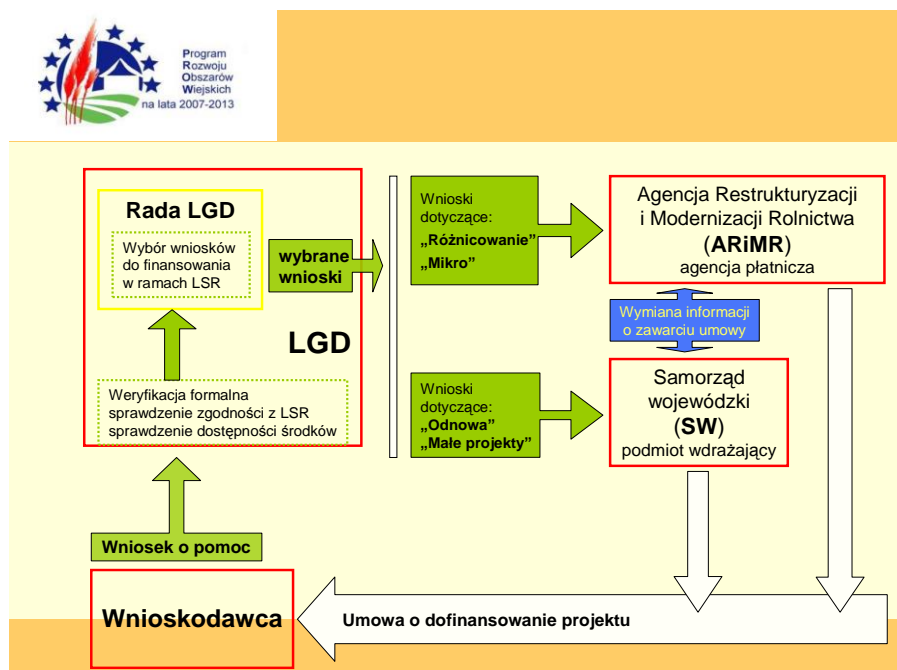 Program
Rozwoju
Obszarów
Wiejskich
na lata 2007-2013
Rada LGD
Wybór wniosków
do finansowania
w ramach LSR
wybrane
wnioski
LGD
Weryfikacja formalna
sprawdzenie zgodności z LSR
sprawdzenie dostępności środków
Wniosek o pomoc
Wnioskodawca
Wnioski
dotyczące:
„Różnicowanie”
„Mikro”
Wnioski
dotyczące:
„Odnowa”
„Małe projekty”
Agencja Restrukturyzacji
i Modernizacji Rolnictwa
(ARiMR)
agencja płatnicza
Wymiana informacji
o zawarciu umowy
Samorząd
wojewódzki
(SW)
podmiot wdrażający
Umowa o dofinansowanie projektu